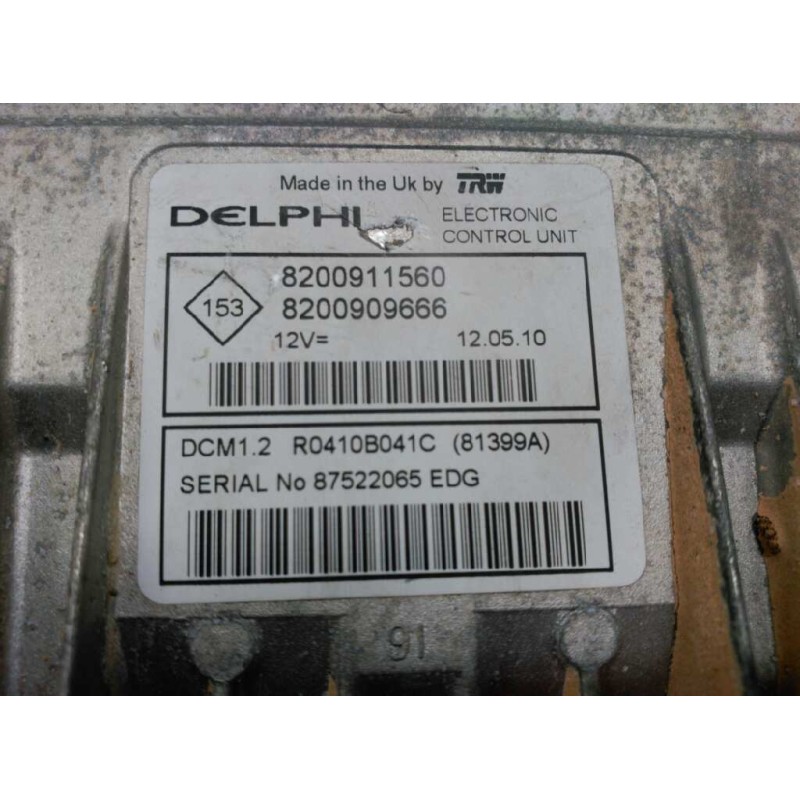 Made in the Uk by TRW
DELPHI
ELECTRONIC
CONTROL UNIT
153
8200911560
8200909666
12V=
12.05.10
DCM1.2 R0410B041C (81399A)
SERIAL No 87522065 EDG
16